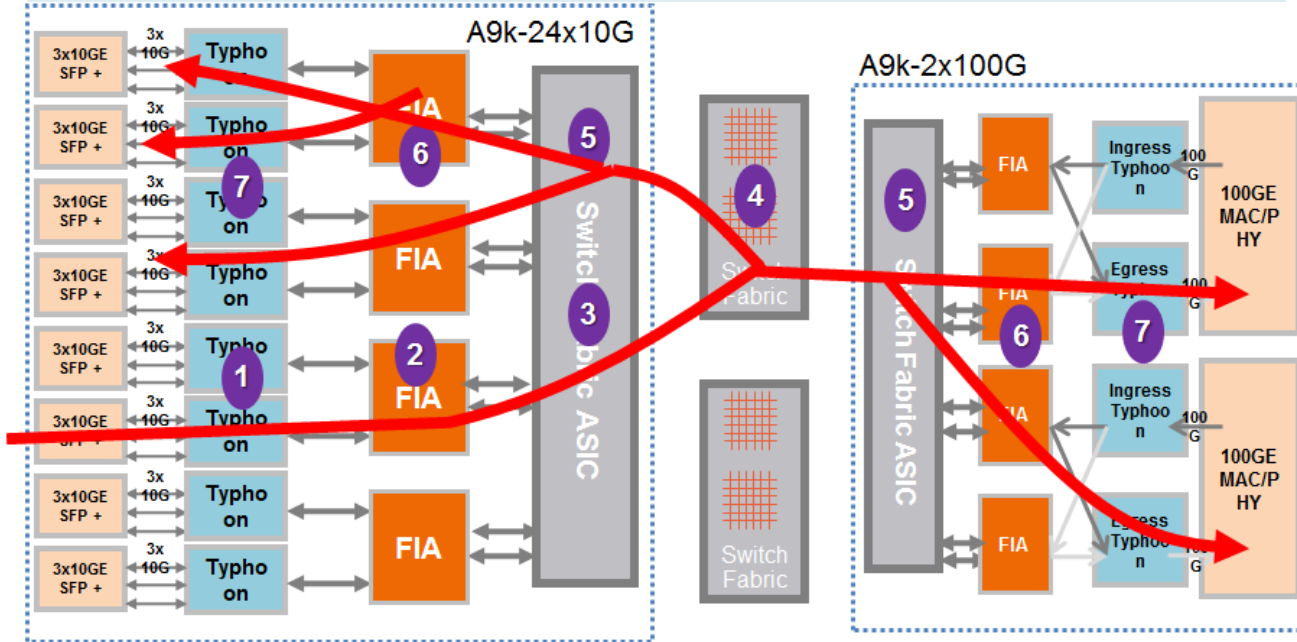 A9k-24x10G
3x10GE
SFP +
3x
10G
Typho
on
3x10GE
SFP +
3x
10G
Typho
on
3x10GE
SFP +
3x
10G
Typho
on
3x10GE
SFP +
3x
10G
Typho
on
3x10GE
SFP +
3x
10G
Typho
on
3x10GE
SFP +
3x
10G
Typho
on
3x10GE
SFP +
3x
10G
Typho
on
3x10GE
SFP +
3x
10G
Typho
on
FIA
FIA
FIA
FIA
Switch Fabric ASIC
1
2
3
5
6
7
4
Switch
Fabric
Switch
Fabric
A9k-2x100G
Switch Fabric ASIC
5
FIA
FIA
FIA
FIA
6
Ingress
Typhoo
n
100
G
Egress
Typhoo
n
100
G
7
Ingress
Typhoo
n
100
G
Egress
Typhoo
n
100
G
100GE
MAC/P
HY
100GE
MAC/P
HY